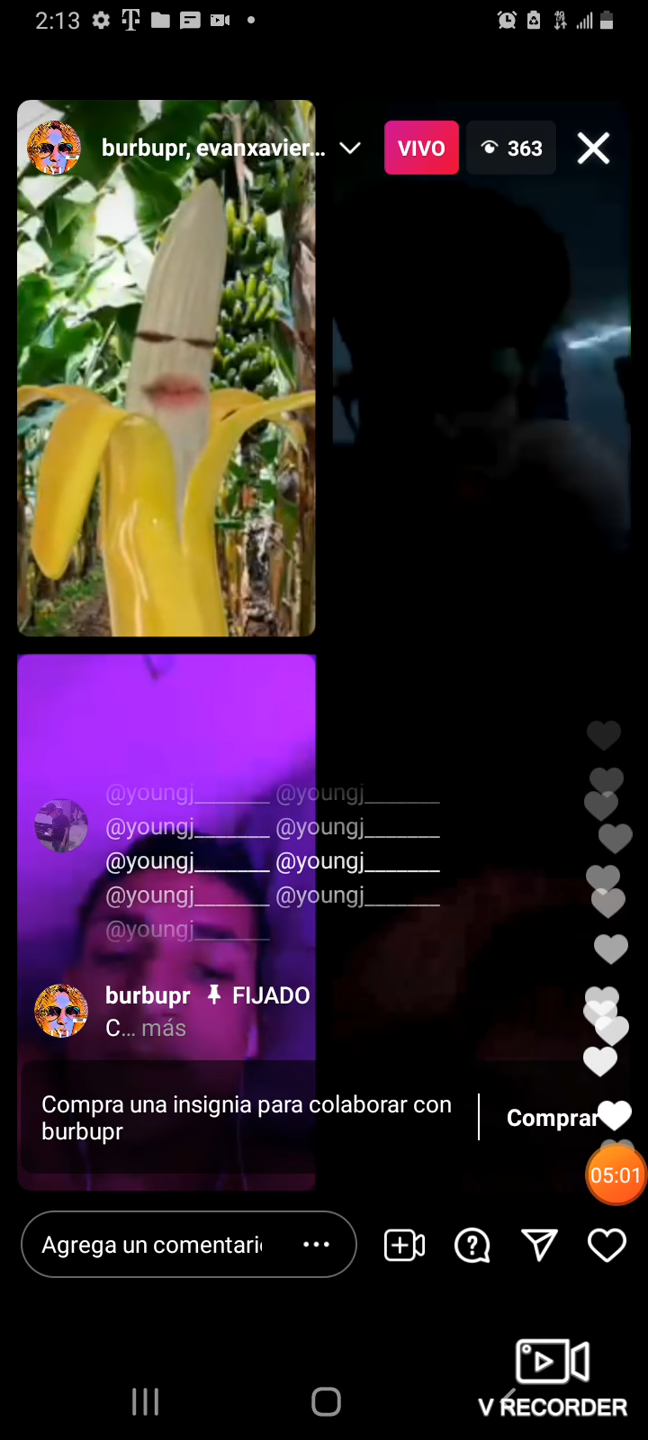 2:13
burbupr, evanxavier...
VIVO
363
@youngj_______ @youngj_______
@youngj_______ @youngj_______
@youngj_______ @youngj_______
@youngj_______ @youngj_______
@youngj_______
burbupr FIJADO
C... más
Compra una insignia para colaborar con
burbupr
Comprar
05:01
Agrega un comentari
V RECORDER